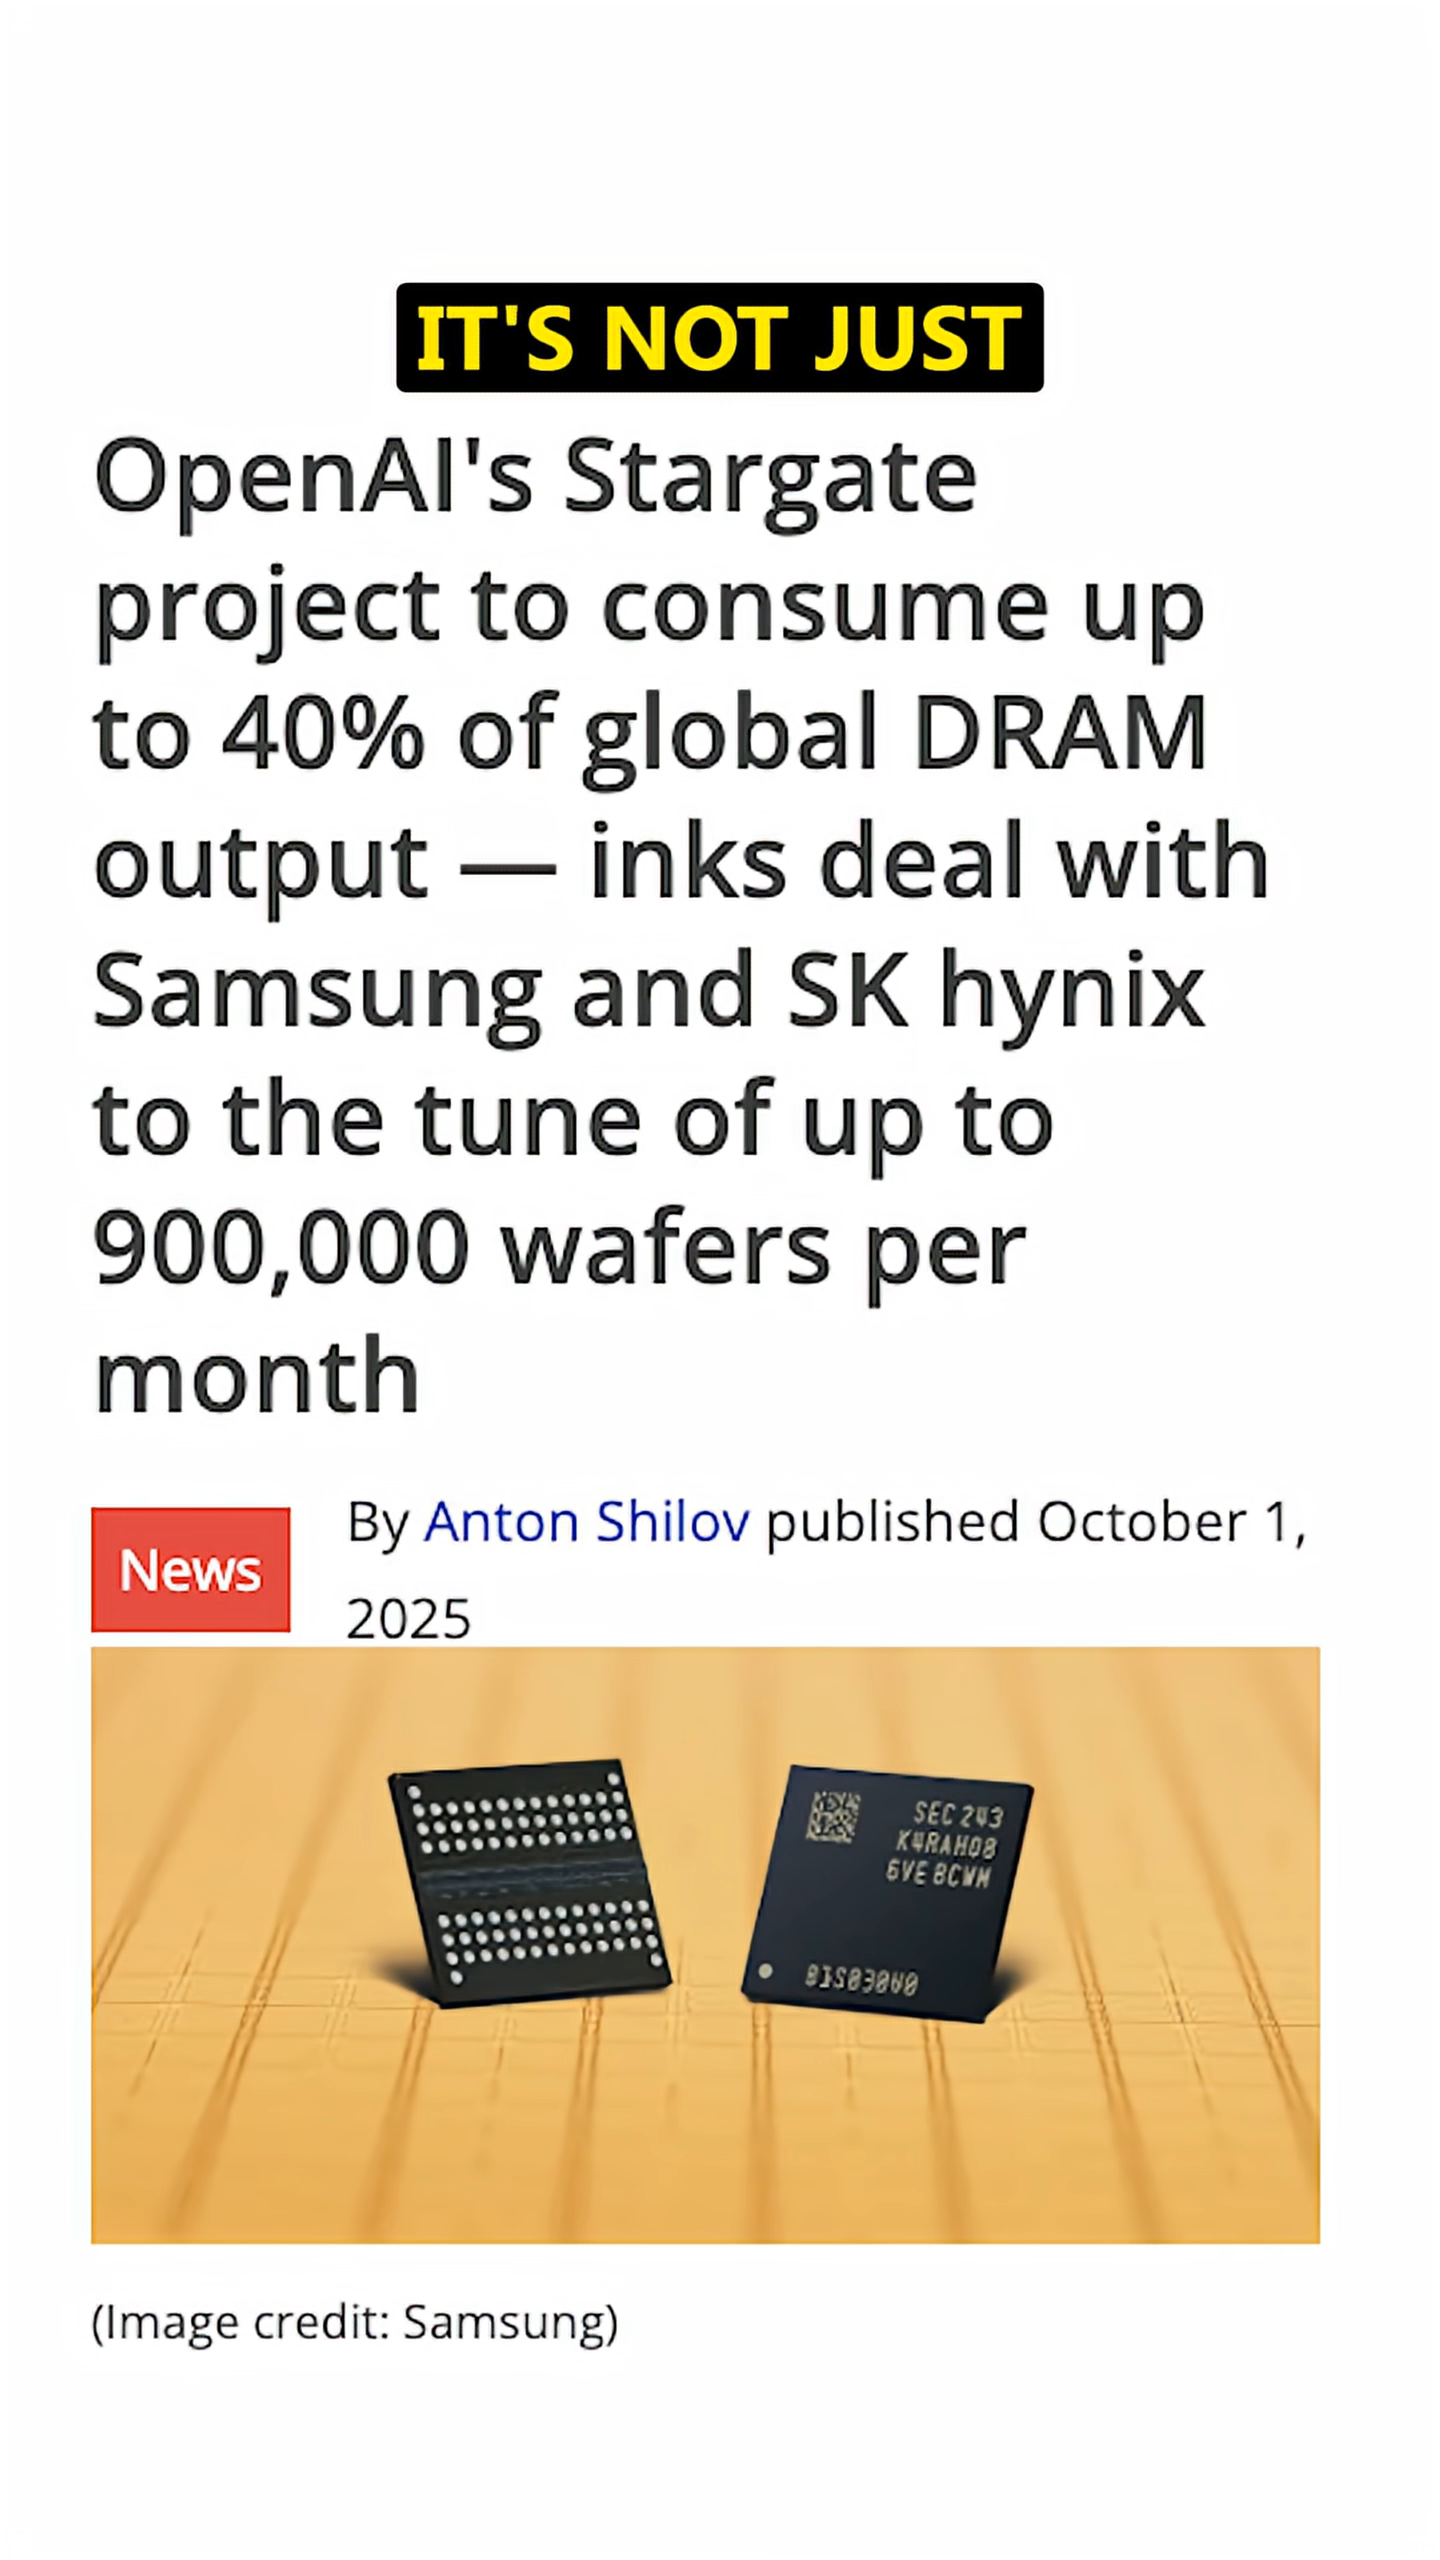 IT'S NOT JUST
OpenAI's Stargate
project to consume up
to 40% of global DRAM
output — inks deal with
Samsung and SK hynix
to the tune of up to
900,000 wafers per
month
News
By Anton Shilov published October 1,
2025
SEC 243
K4RAH08
6VE BCWM
(Image credit: Samsung)